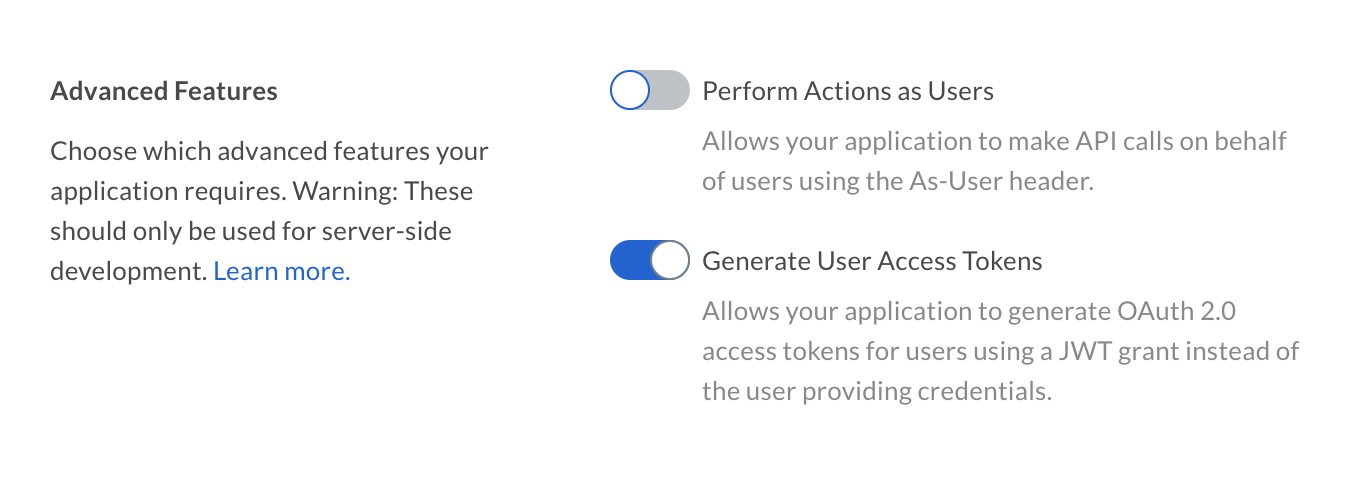 Advanced Features
Choose which advanced features your
application requires. Warning: These
should only be used for server-side
development. Learn more.
Perform Actions as Users
Allows your application to make API calls on behalf
of users using the As-User header.
Generate User Access Tokens
Allows your application to generate OAuth 2.0
access tokens for users using a JWT grant instead of
the user providing credentials.